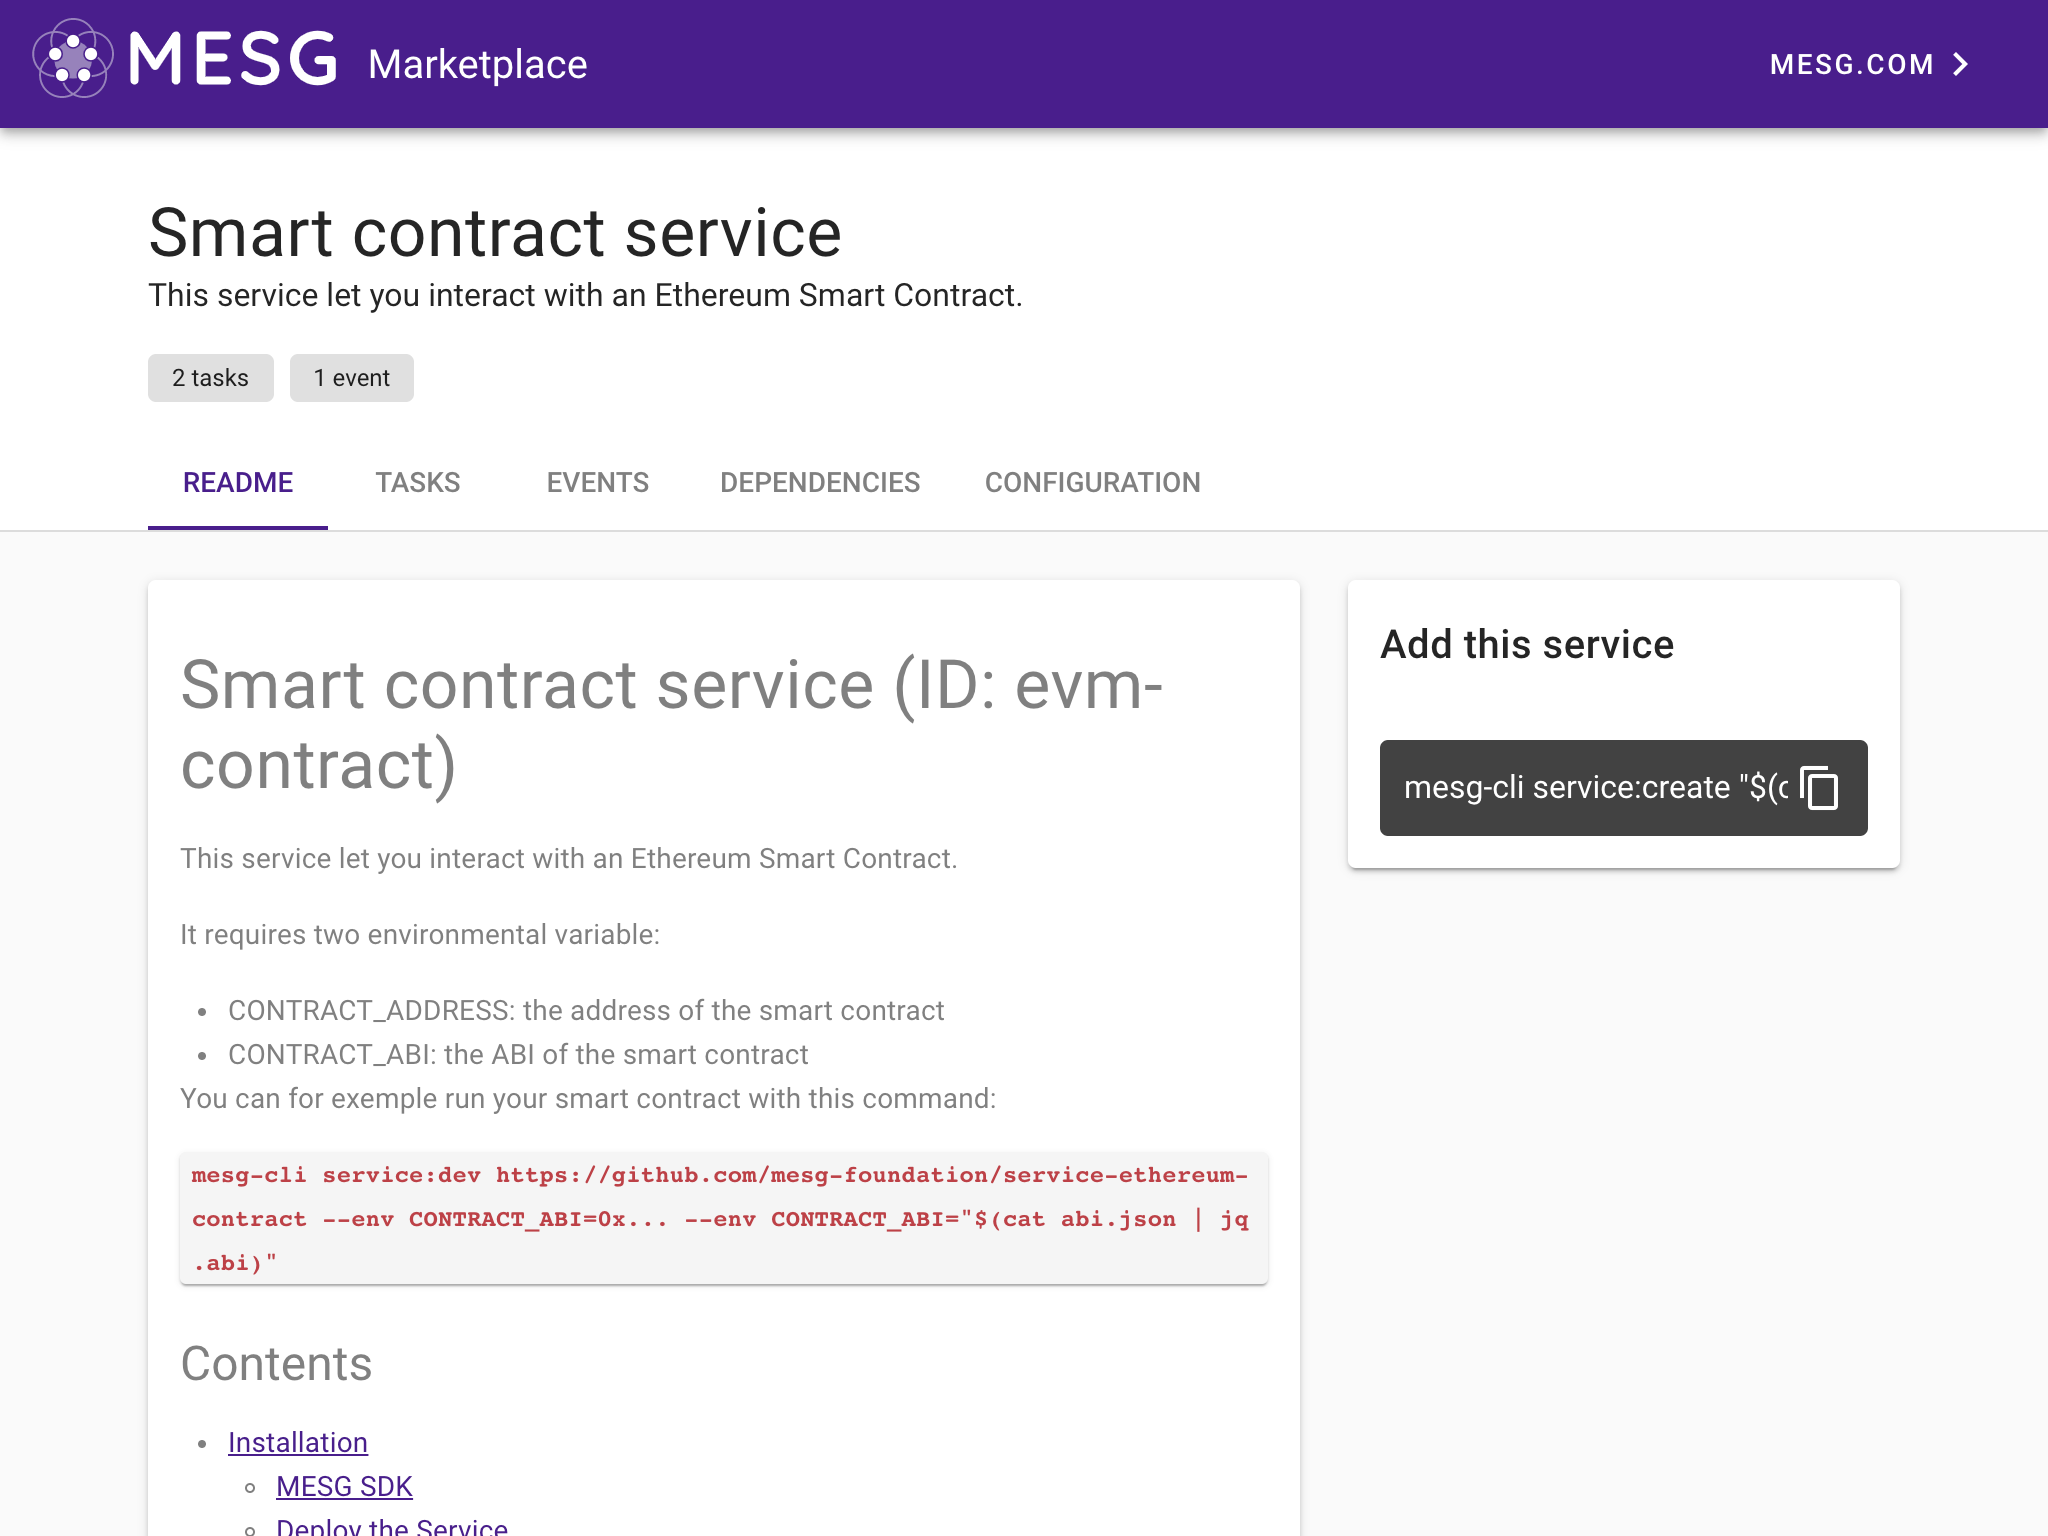 MESG Marketplace
MESG.COM
Smart contract service
This service let you interact with an Ethereum Smart Contract.
2 tasks
1 event
README
TASKS
EVENTS
DEPENDENCIES
CONFIGURATION
Smart contract service (ID: evm-
contract)
This service let you interact with an Ethereum Smart Contract.
It requires two environmental variable:
• CONTRACT_ADDRESS: the address of the smart contract
• CONTRACT_ABI: the ABI of the smart contract
You can for exemple run your smart contract with this command:
mesg-cli service:dev https://github.com/mesg-foundation/service-ethereum-
contract --env CONTRACT_ABI=0x... --env CONTRACT_ABI="$(cat abi.json | jq
.abi)"
Contents
• Installation
◦ MESG SDK
◦ Deploy the Service
Add this service
mesg-cli service:create "$(c